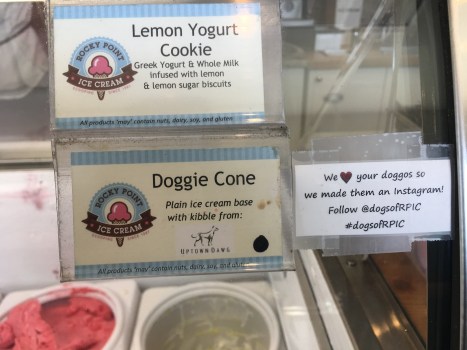 Lemon Yogurt
Cookie
Greek Yogurt & Whole Milk
infused with lemon
& lemon sugar biscuits
ROCKY POINT
ICE CREAM
All products "may" contain nuts, dairy, soy, and gluten
Doggie Cone
Plain ice cream base
with kibble from:
UPTOWN DAWG
ROCKY POINT
ICE CREAM
All products "may" contain nuts, dairy, soy, and
We ❤ your doggos so
we made them an Instagram!
Follow @dogsofRPIC
#dogsofRPIC